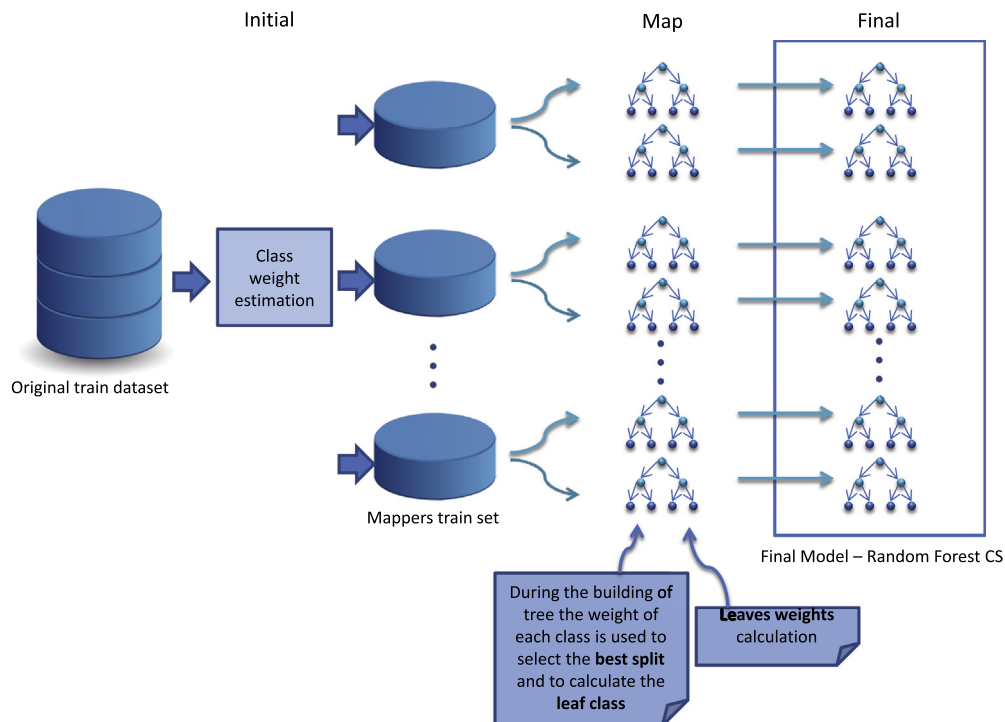 Initial
Map
Final
Class
weight
estimation
Original train dataset
Mappers train set
Final Model – Random Forest CS
During the building of
tree the weight of
each class is used to
select the best split
and to calculate the
leaf class
Leaves weights
calculation